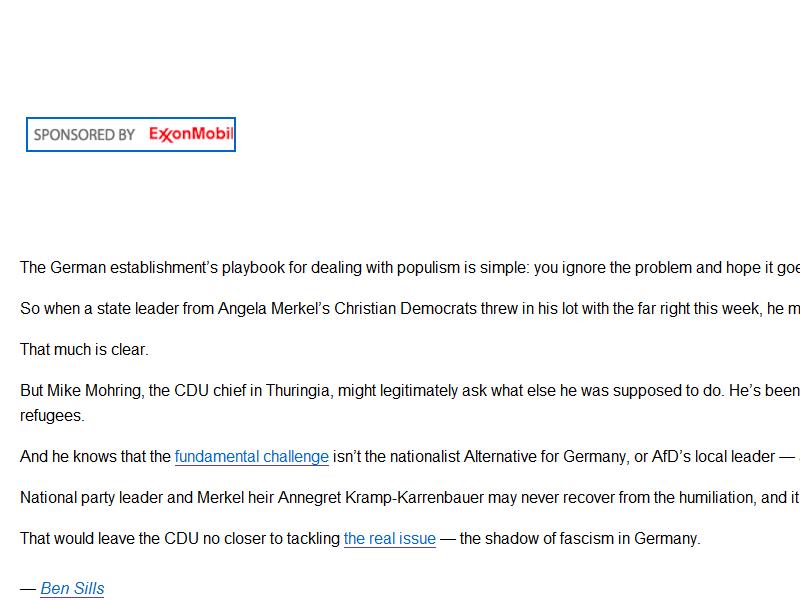 SPONSORED BY ExxonMobil
The German establishment’s playbook for dealing with populism is simple: you ignore the problem and hope it
So when a state leader from Angela Merkel’s Christian Democrats threw in his lot with the far right this week, he
That much is clear.
But Mike Mohring, the CDU chief in Thuringia, might legitimately ask what else he was supposed to do. He’s been
refugees.
And he knows that the fundamental challenge isn’t the nationalist Alternative for Germany, or AfD’s local leader —
National party leader and Merkel heir Annegret Kramp-Karrenbauer may never recover from the humiliation, and it
That would leave the CDU no closer to tackling the real issue — the shadow of fascism in Germany.
— Ben Sills